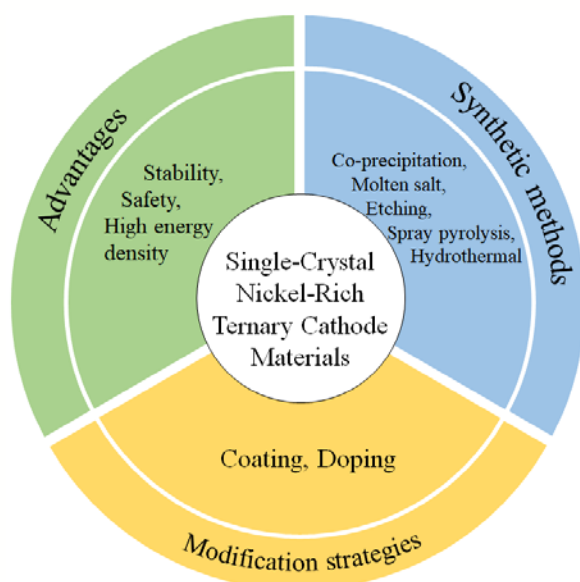 Advantages
Stability,
Safety,
High energy
density
Synthetic methods
Co-precipitation,
Molten salt,
Etching,
Spray pyrolysis,
Hydrothermal
Single-Crystal
Nickel-Rich
Ternary Cathode
Materials
Coating, Doping
Modification strategies